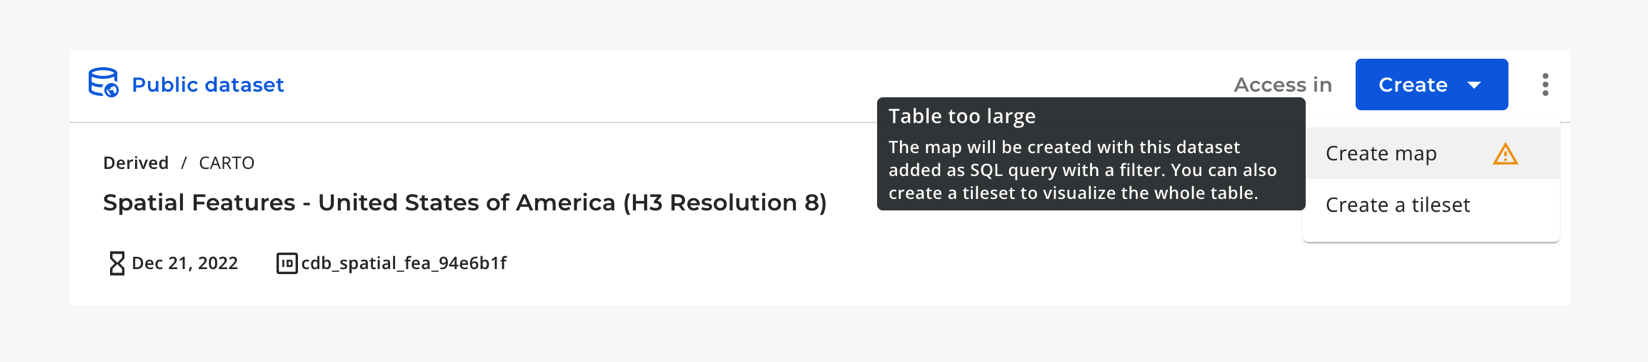 Public dataset
Access in
Create
Table too large
The map will be created with this dataset
added as SQL query with a filter. You can also
create a tileset to visualize the whole table.
Create map
Create a tileset
Derived / CARTO
Spatial Features - United States of America (H3 Resolution 8)
Dec 21, 2022
ID cdb_spatial_fea_94e6b1f